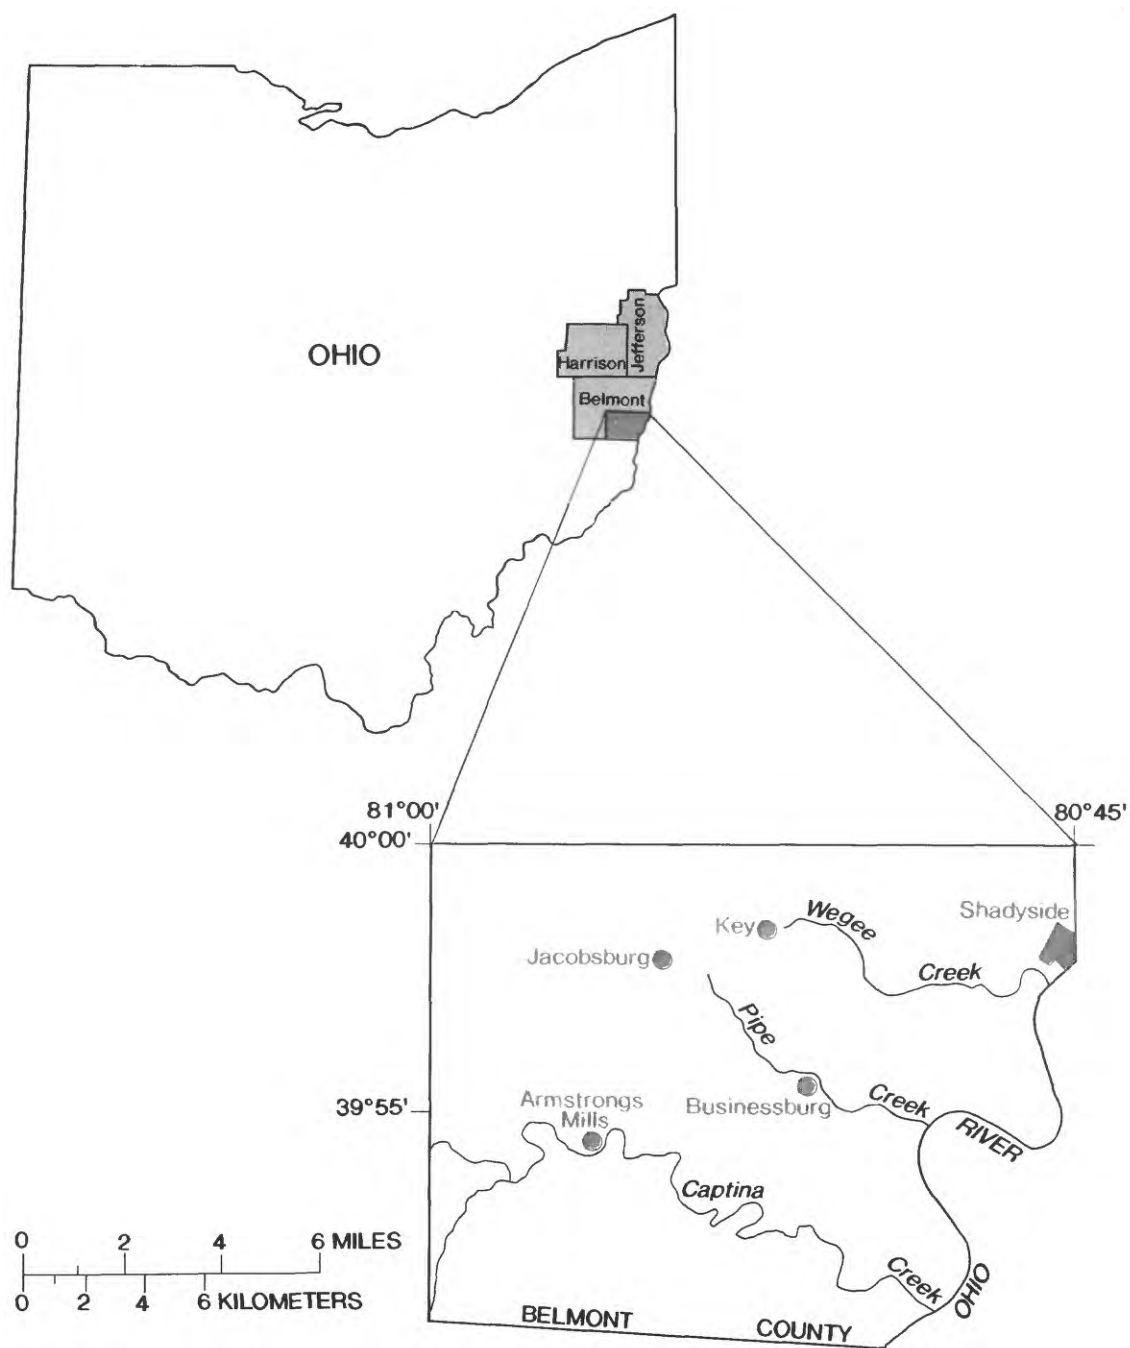 OHIO
Jefferson
Harrison
Belmont
81°00'
80°45'
40°00'
Wegee
Shadyside
Key
Jacobsburg
Creek
Pipe
39°55'
Armstrongs
Mills
Businessburg
Creek
RIVER
Captina
Creek
OHIO
0 2 4 6 MILES
0 2 4 6 KILOMETERS
BELMONT COUNTY